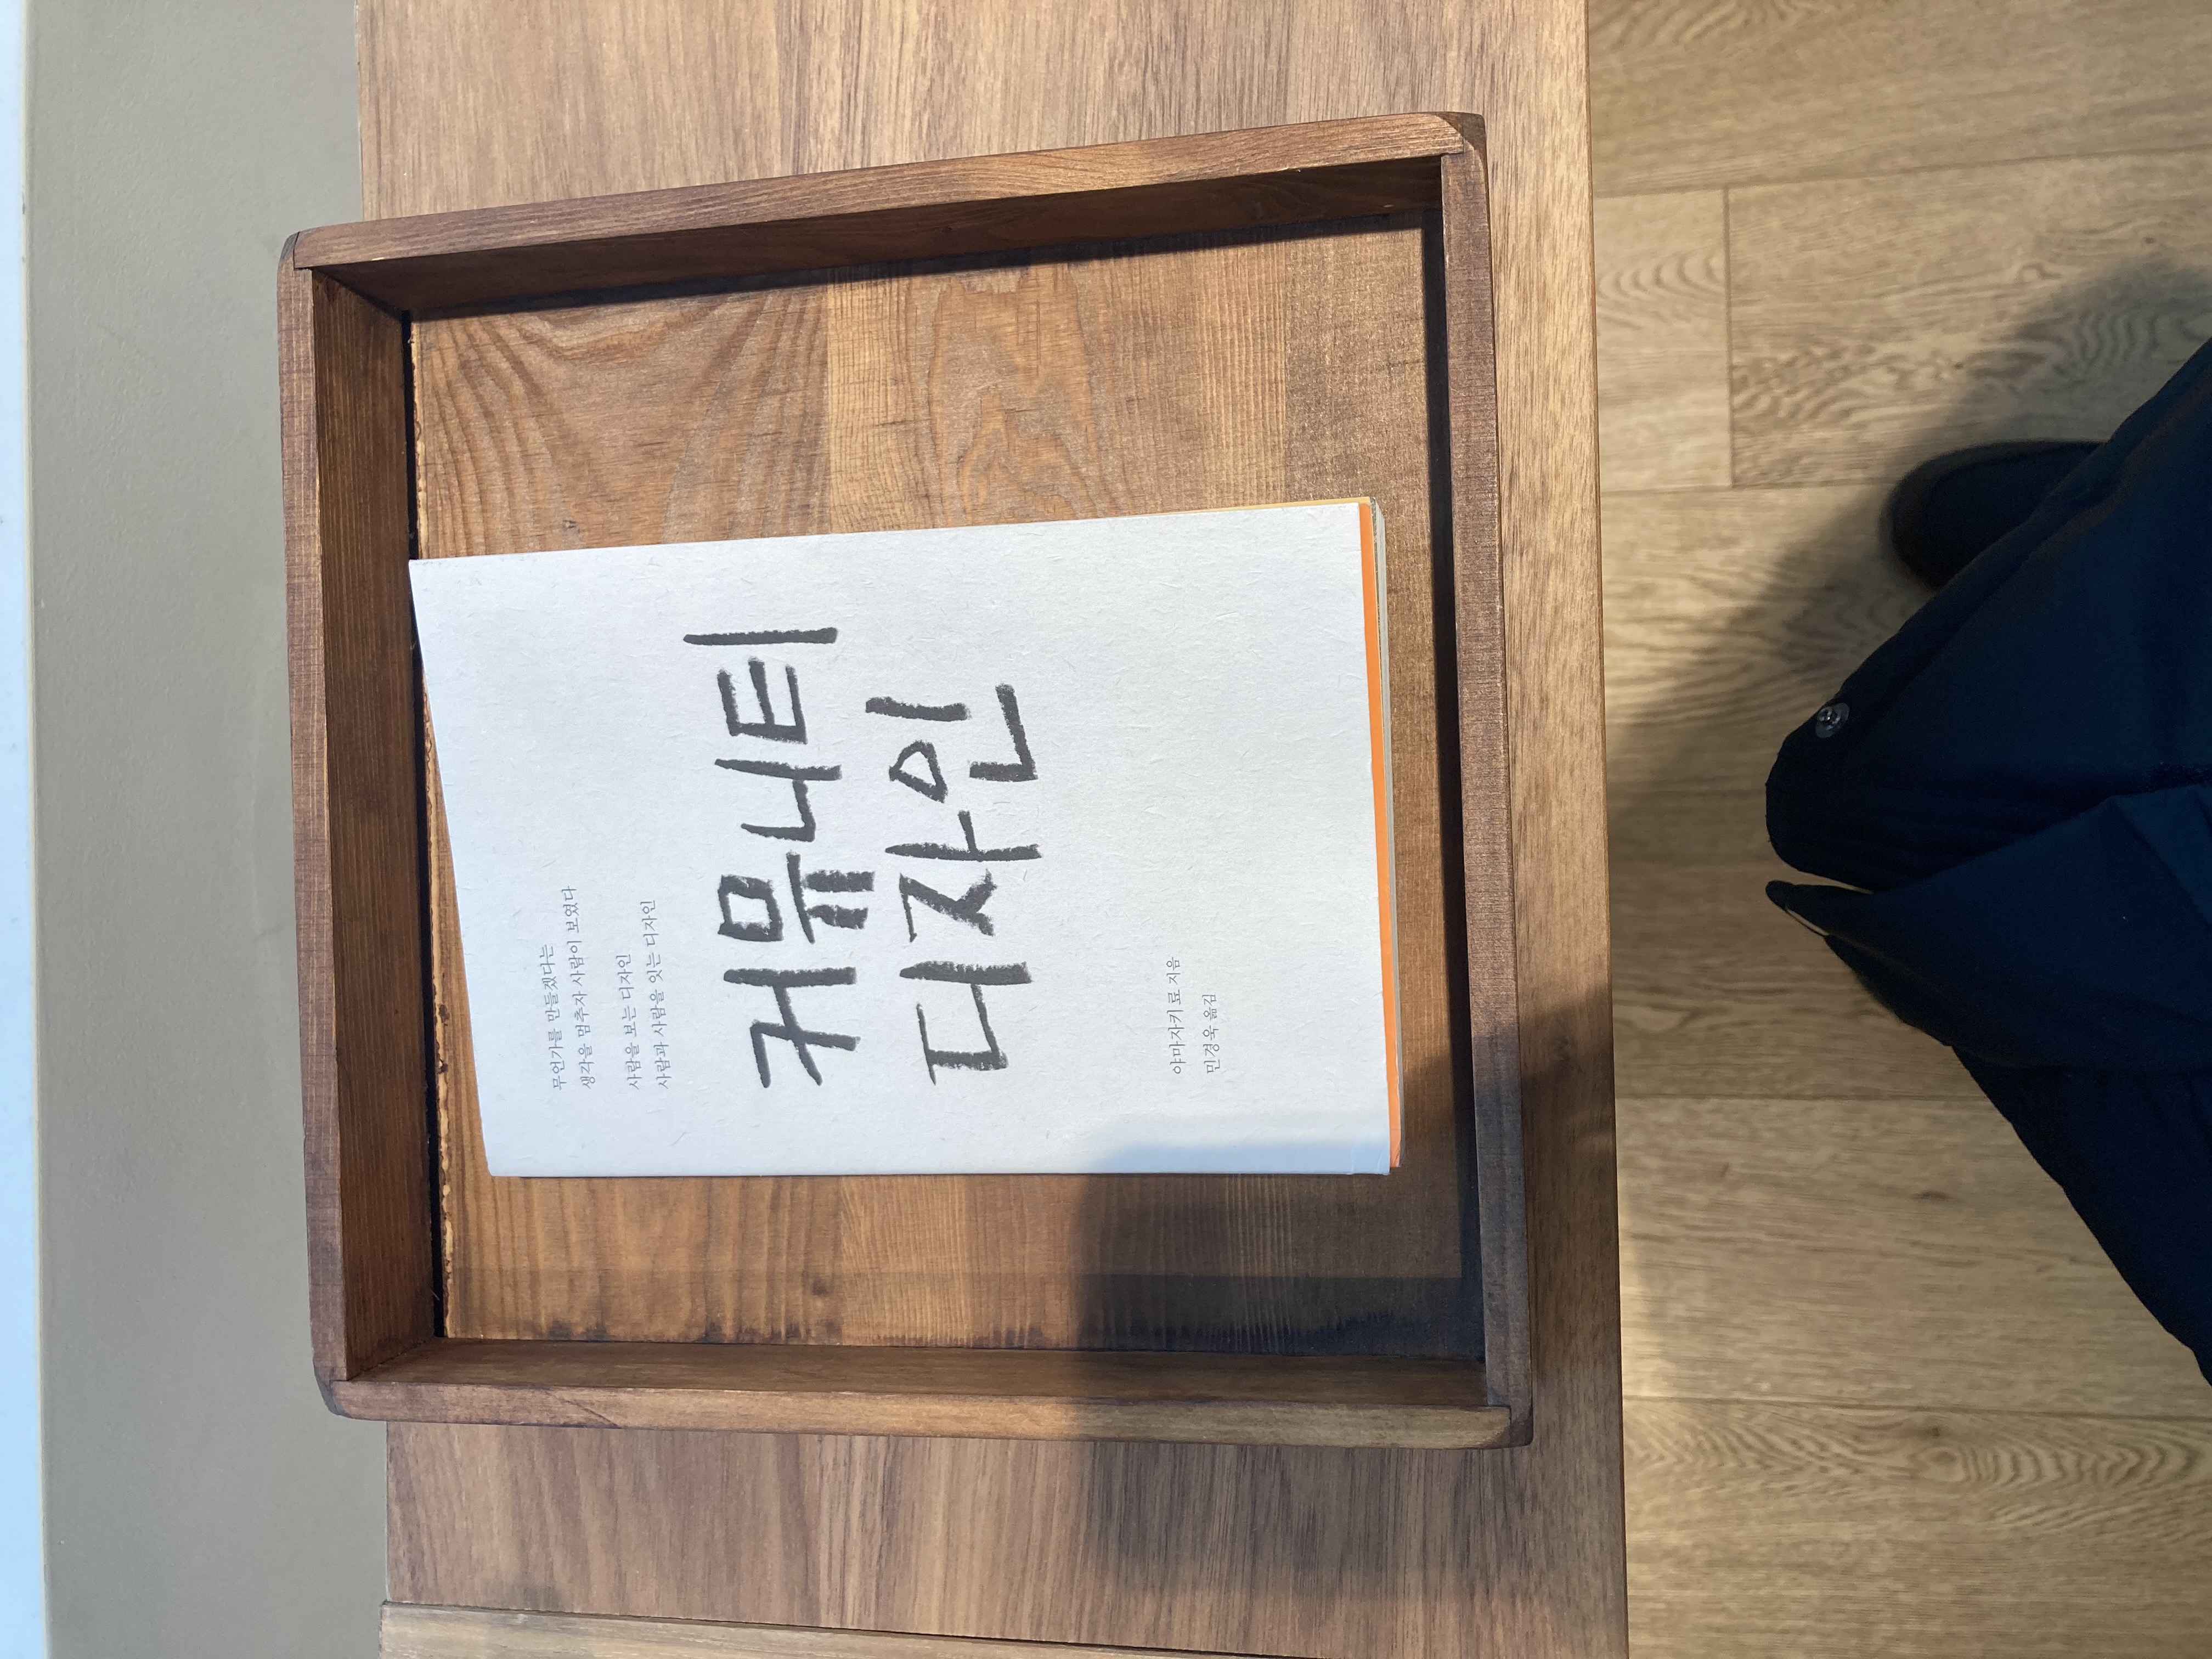 무언가를 만들겠다는
생각을 멈추자 사람이 보였다
사람을 보는 디자인
사람과 사람을 잇는 디자인
커뮤니티
디자인
야마자키 료 지음
민경욱 옮김